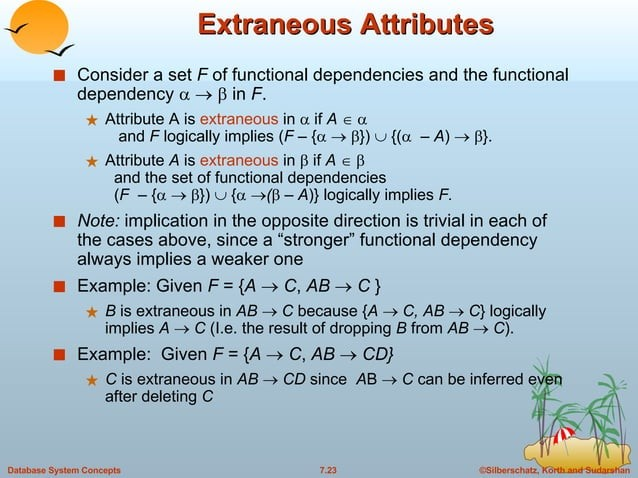 Extraneous Attributes
■ Consider a set F of functional dependencies and the functional
dependency α → β in F.
★ Attribute A is extraneous in α if A ∈ α
and F logically implies (F – {α → β}) ∪ {(α – A) → β}.
★ Attribute A is extraneous in β if A ∈ β
and the set of functional dependencies
(F – {α → β}) ∪ {α →(β – A)} logically implies F.
■ Note: implication in the opposite direction is trivial in each of
the cases above, since a “stronger” functional dependency
always implies a weaker one
■ Example: Given F = {A → C, AB → C }
★ B is extraneous in AB → C because {A → C, AB → C} logically
implies A → C (I.e. the result of dropping B from AB → C).
■ Example: Given F = {A → C, AB → CD}
★ C is extraneous in AB → CD since AB → C can be inferred even
after deleting C
Database System Concepts 7.23 ©Silberschatz, Korth and Sudarshan